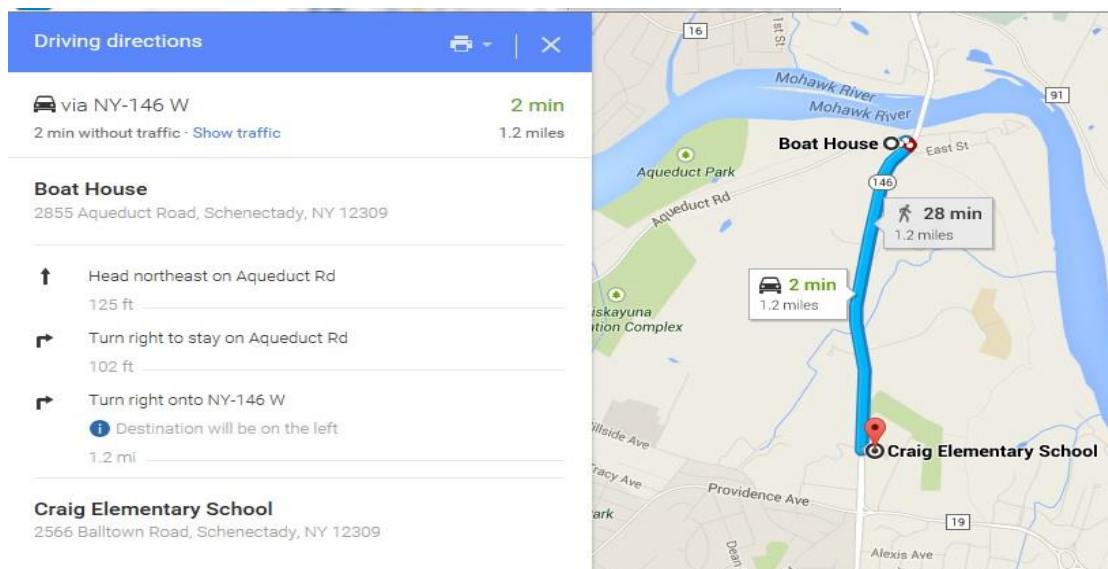 Driving directions
via NY-146 W
2 min
2 min without traffic · Show traffic
1.2 miles
Boat House
2855 Aqueduct Road, Schenectady, NY 12309
Head northeast on Aqueduct Rd
125 ft
Turn right to stay on Aqueduct Rd
102 ft
Turn right onto NY-146 W
Destination will be on the left
1.2 mi
Craig Elementary School
2566 Balltown Road, Schenectady, NY 12309
16
1st St
Mohawk River
Mohawk River
91
Boat House
East St
Aqueduct Park
146
Aqueduct Rd
28 min
1.2 miles
2 min
1.2 miles
iskayuna
ation Complex
illside Ave
Craig Elementary School
racy Ave
Providence Ave
ark
19
Dean
Alexis Ave